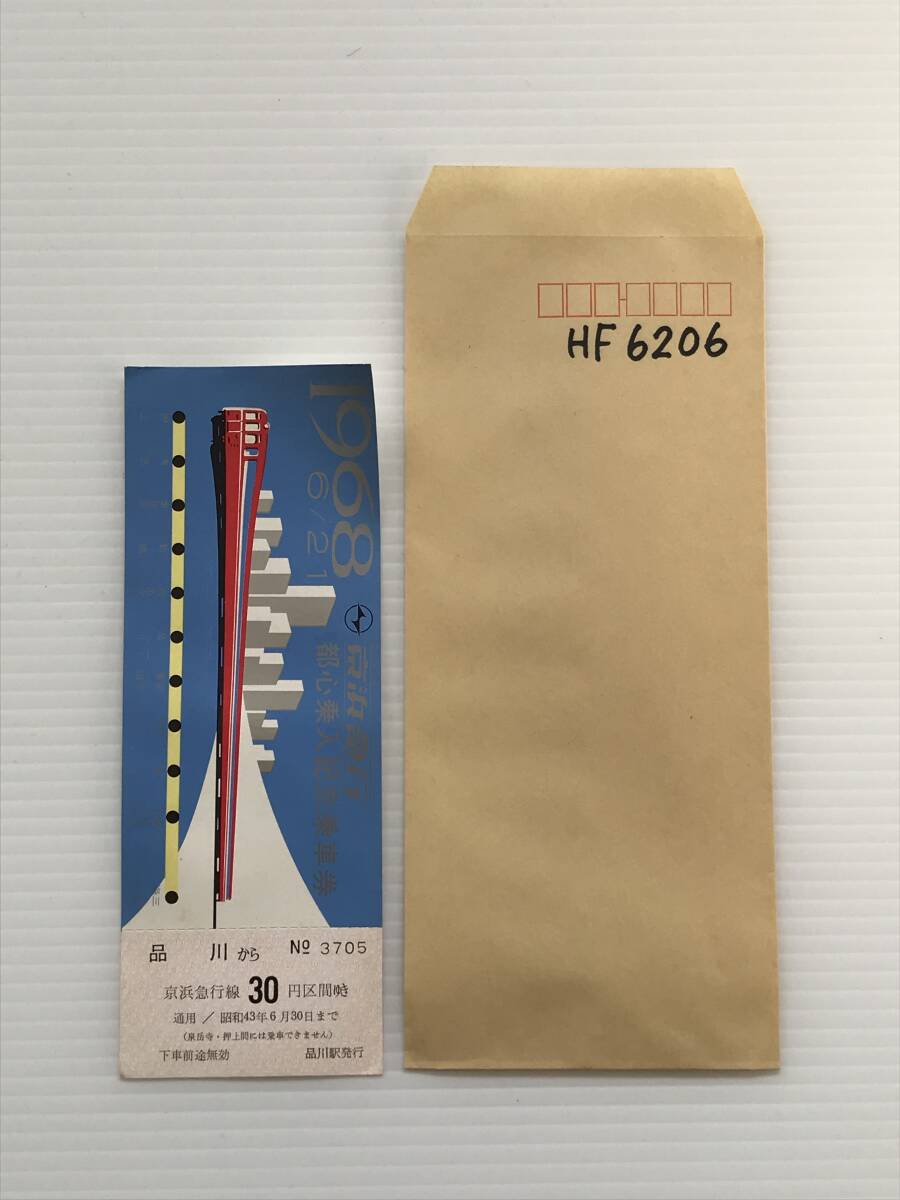 HF 6206
1968
6/21
京浜急行
都心乗入記念乗車券
品川から
№ 3705
京浜急行線 30 円区間ゆき
通用/昭和43年6月30日まで
(泉岳寺・押上間には乗車できません)
下車前途無効 品川駅発行